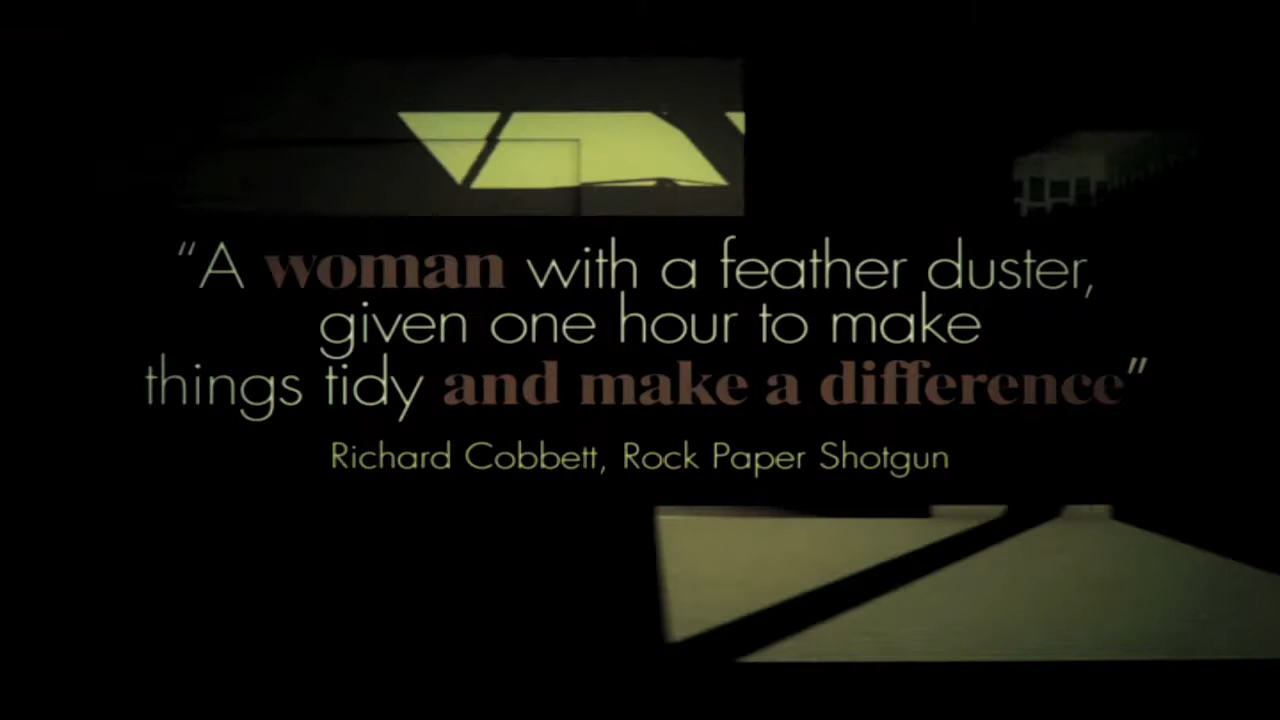 “A woman with a feather duster,
given one hour to make
things tidy and make a difference”
Richard Cobbett, Rock Paper Shotgun